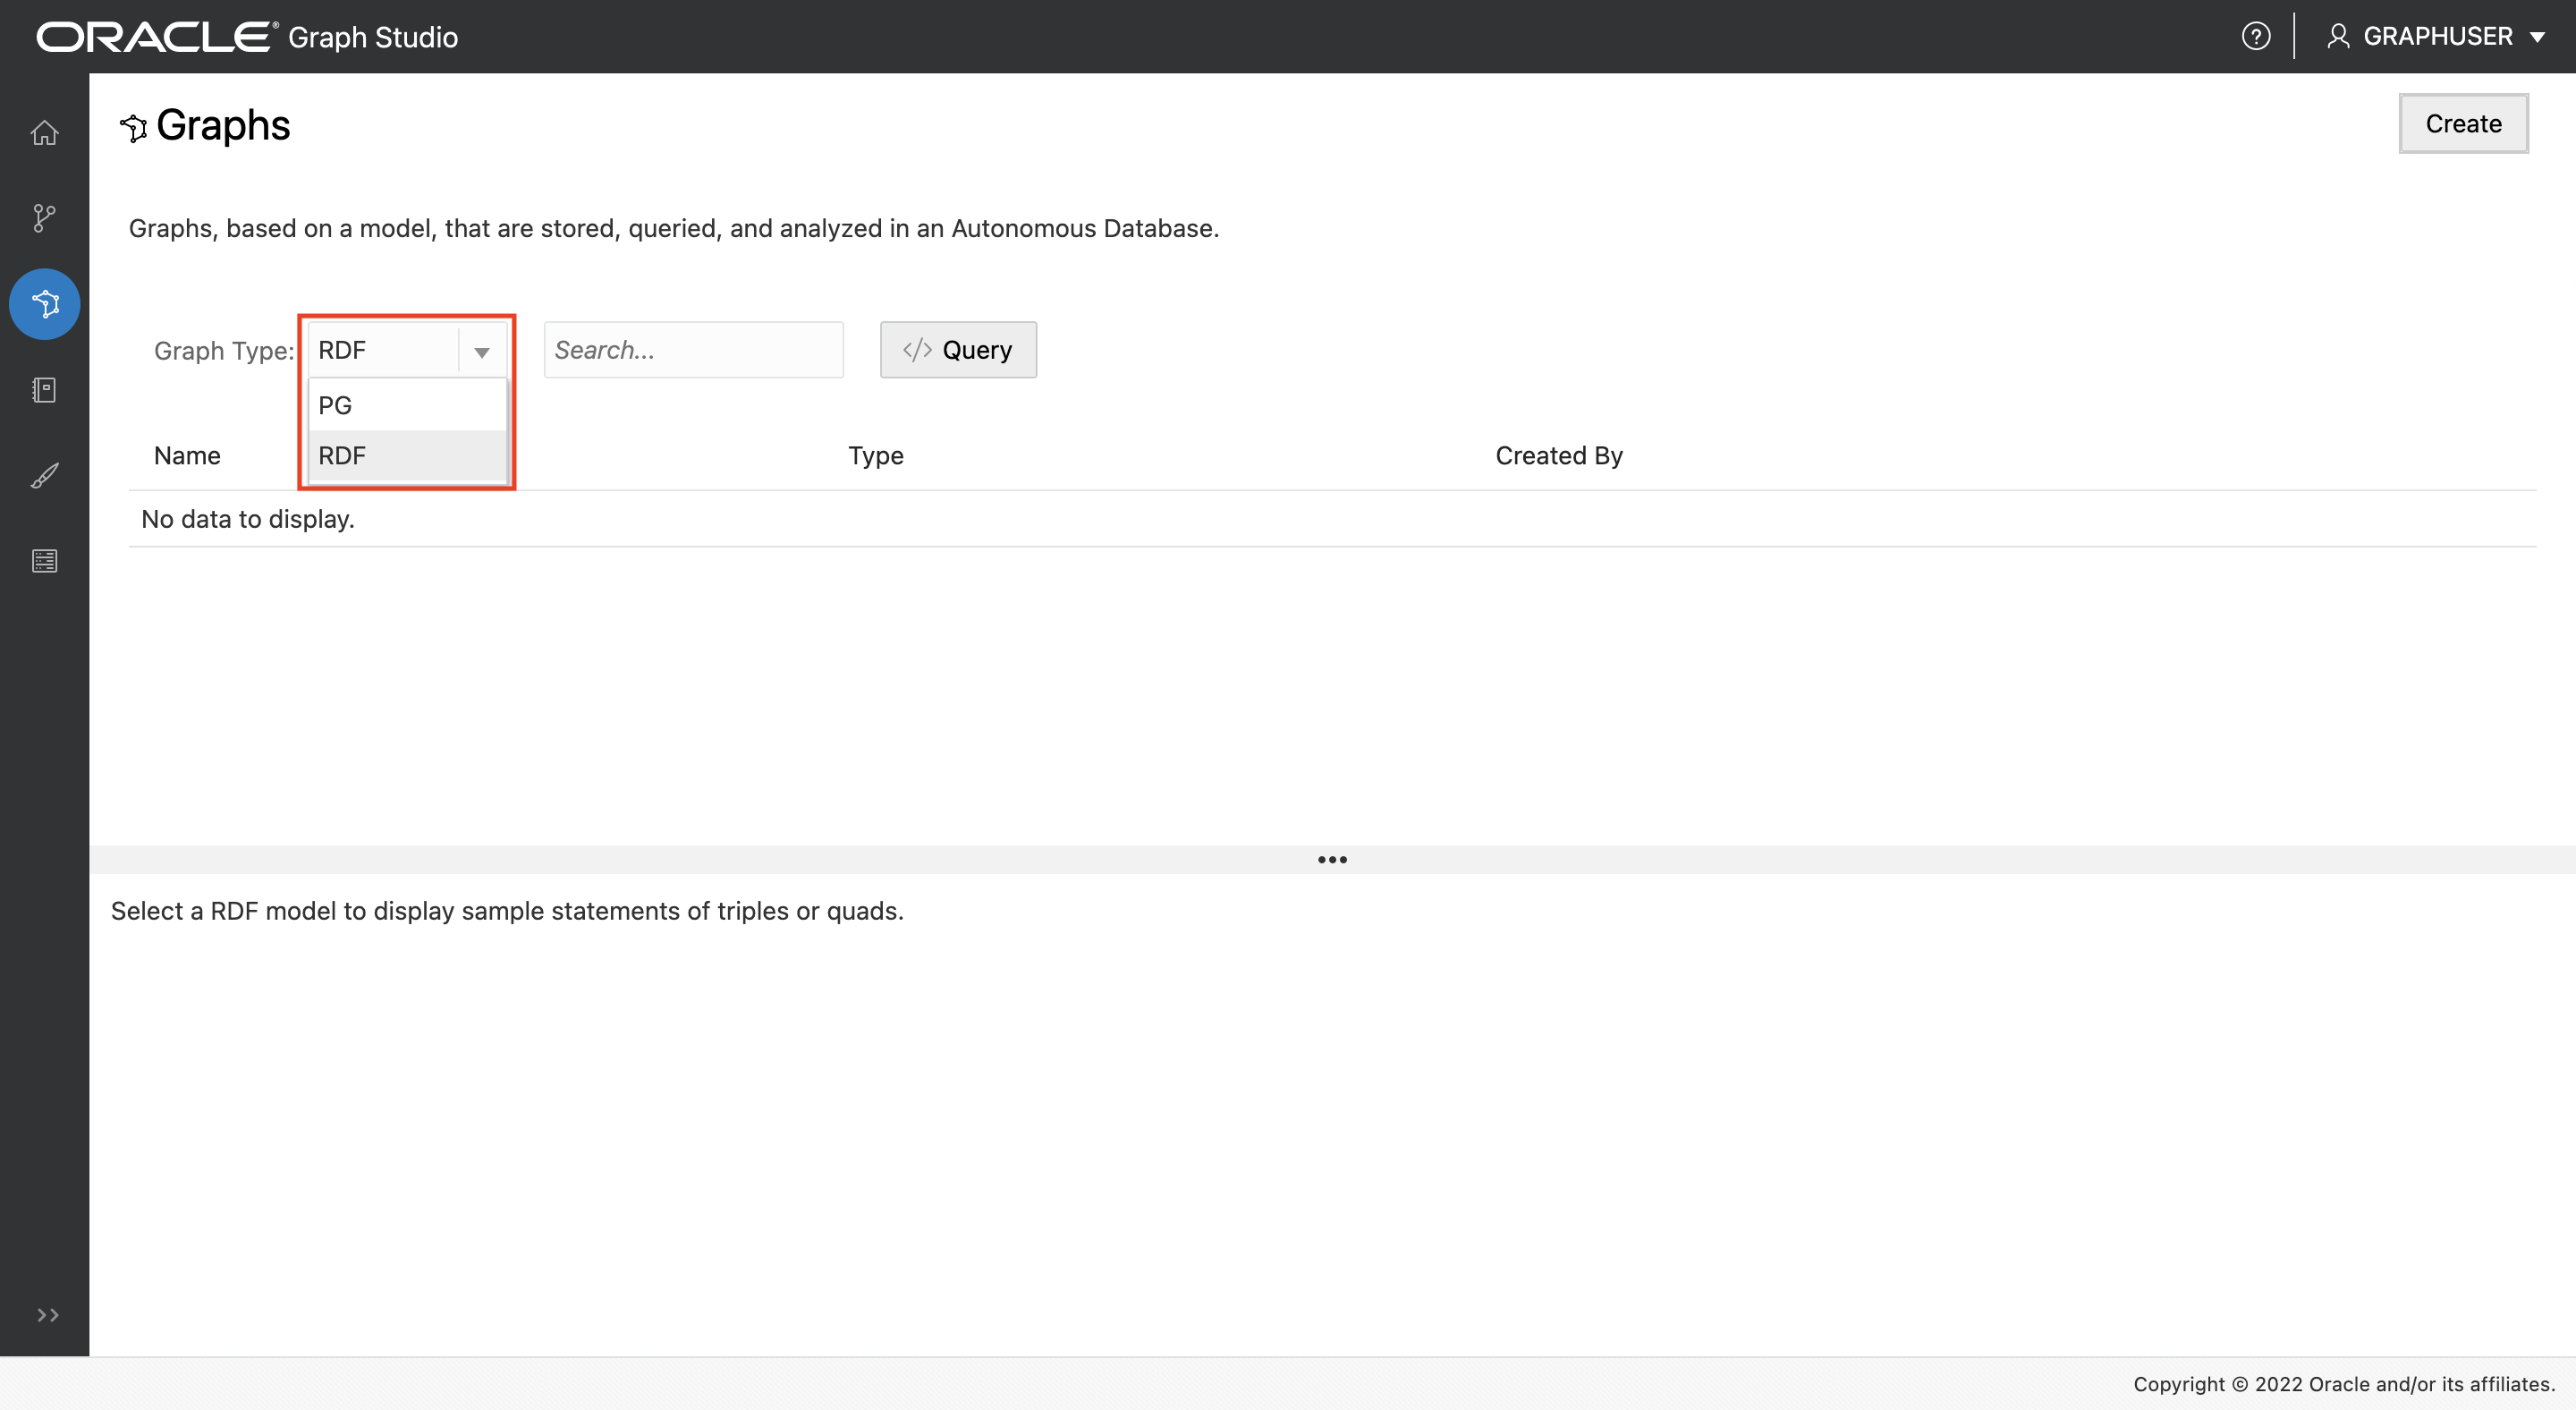 ORACLE® Graph Studio
? GRAPHUSER
Graphs
Create
Graphs, based on a model, that are stored, queried, and analyzed in an Autonomous Database.
Graph Type: RDF Search... </> Query
PG
RDF
Name Type Created By
No data to display.
Select a RDF model to display sample statements of triples or quads.
Copyright © 2022 Oracle and/or its affiliates.